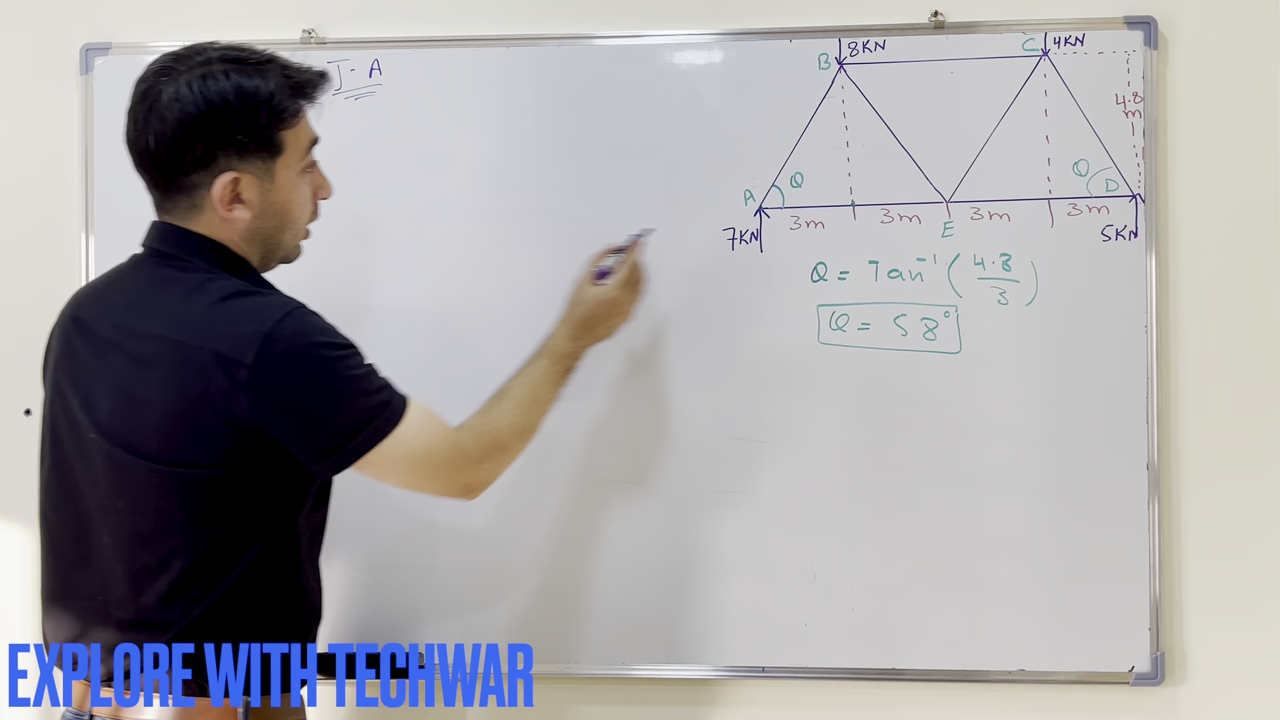 J - A
B 8KN
C 4KN
4.8
m
A Q
Q D
3m 3m 3m 3m
E
7KN
5KN
Q = Tan⁻¹ ( 4.8 / 3 )
Q = 58°
EXPLORE WITH TECHWAR